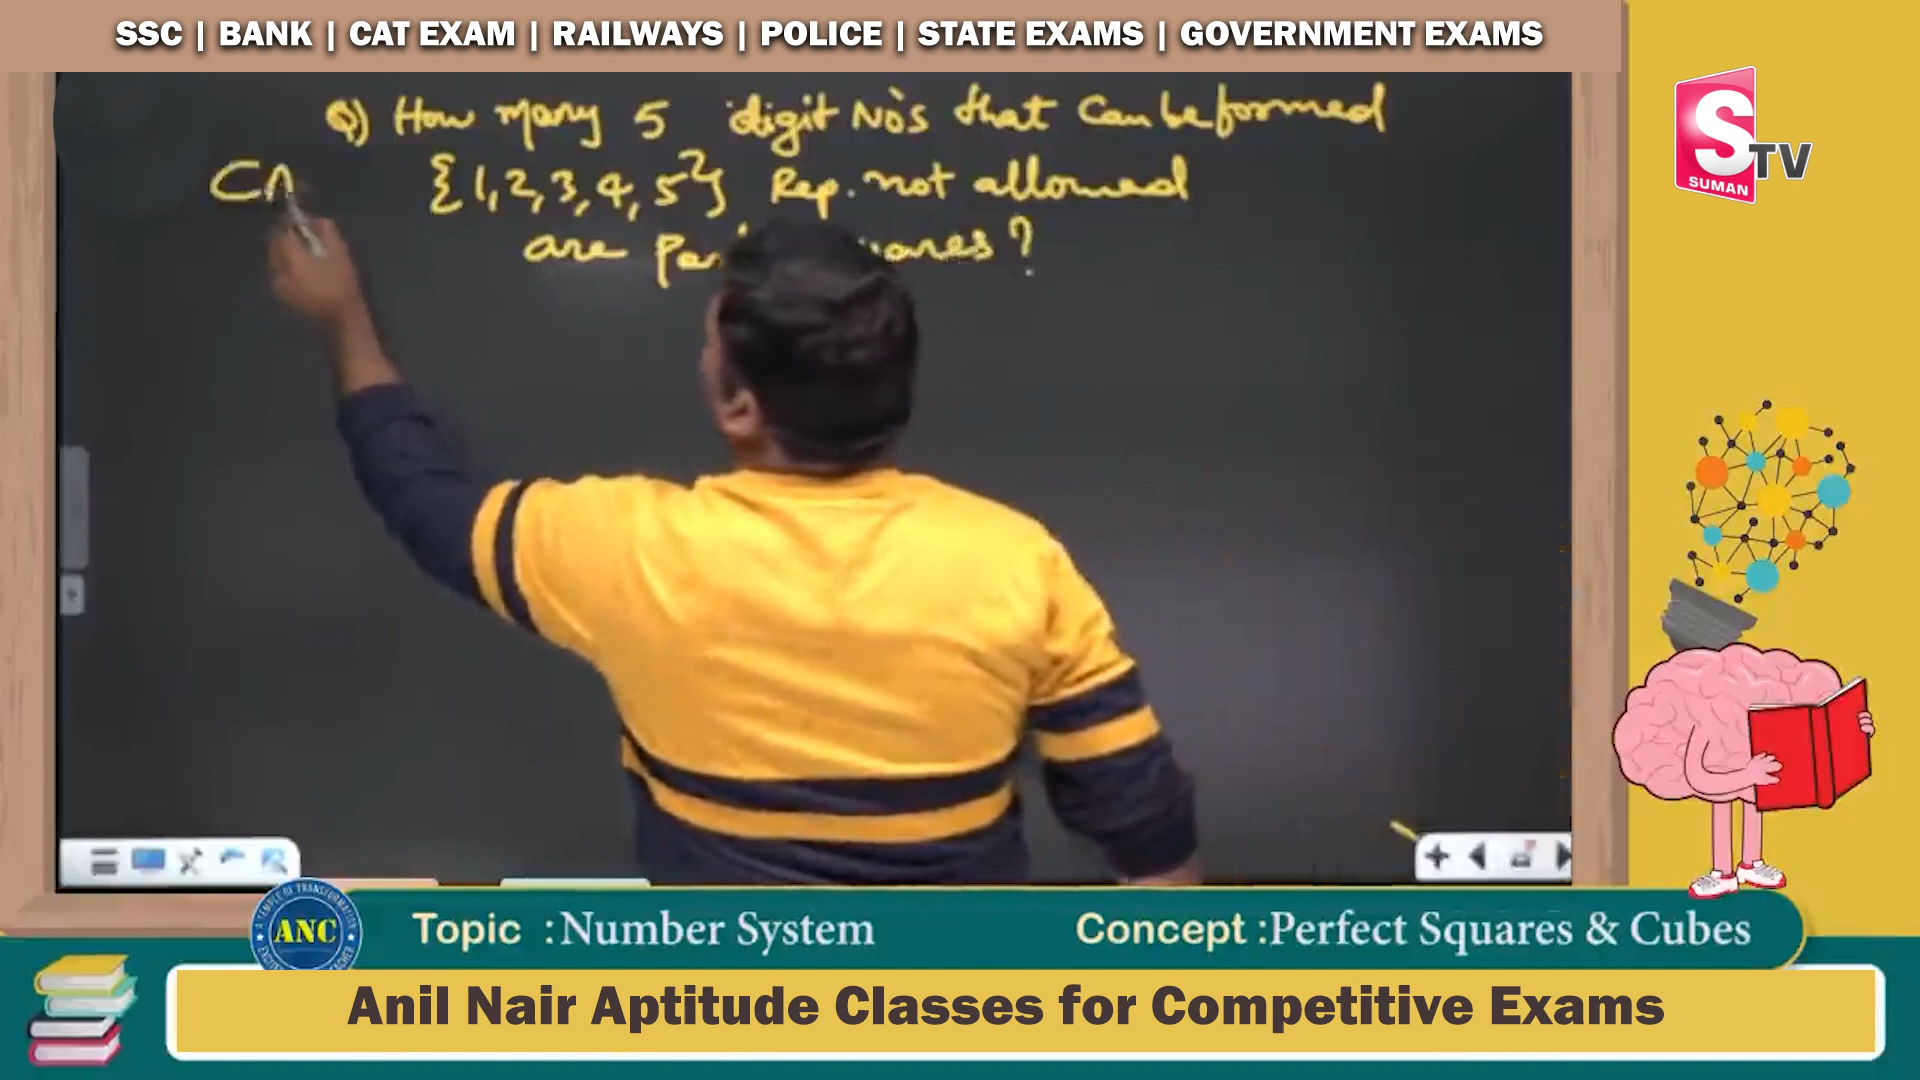 SSC | BANK | CAT EXAM | RAILWAYS | POLICE | STATE EXAMS | GOVERNMENT EXAMS
S TV
SUMAN
Q) How many 5 digit No's that Can be formed
CA {1,2,3,4,5} Rep. not allowed
are ?
ANC
Topic : Number System
Concept : Perfect Squares & Cubes
Anil Nair Aptitude Classes for Competitive Exams